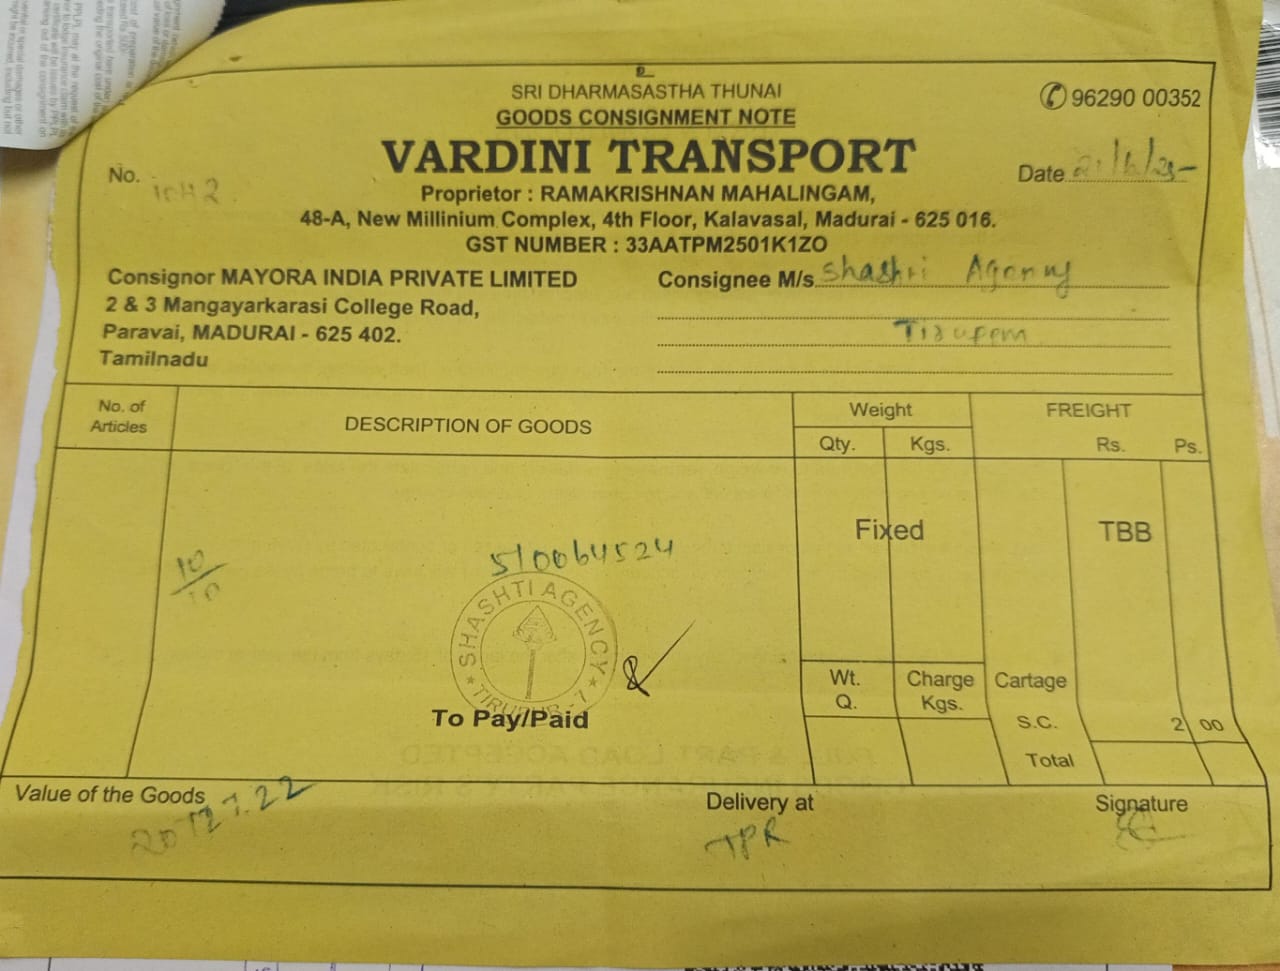 SRI DHARMASASTHA THUNAI
GOODS CONSIGNMENT NOTE
96290 00352
VARDINI TRANSPORT
No.
Date 21/6/25
Proprietor : RAMAKRISHNAN MAHALINGAM,
48-A, New Millinium Complex, 4th Floor, Kalavasal, Madurai - 625 016.
GST NUMBER : 33AATPM2501K1ZO
Consignor MAYORA INDIA PRIVATE LIMITED
2 & 3 Mangayarkarasi College Road,
Paravai, MADURAI - 625 402.
Tamilnadu
Consignee M/s
No. of Articles
DESCRIPTION OF GOODS
Weight
Qty. Kgs.
FREIGHT
Rs. Ps.
10/10
510064524
Fixed
TBB
SHASHTI AGENCY
TIRUPUR - 7
To Pay/Paid
Wt. Q.
Charge Kgs.
Cartage
S.C. 2 00
Total
Value of the Goods
Delivery at
TPR
Signature